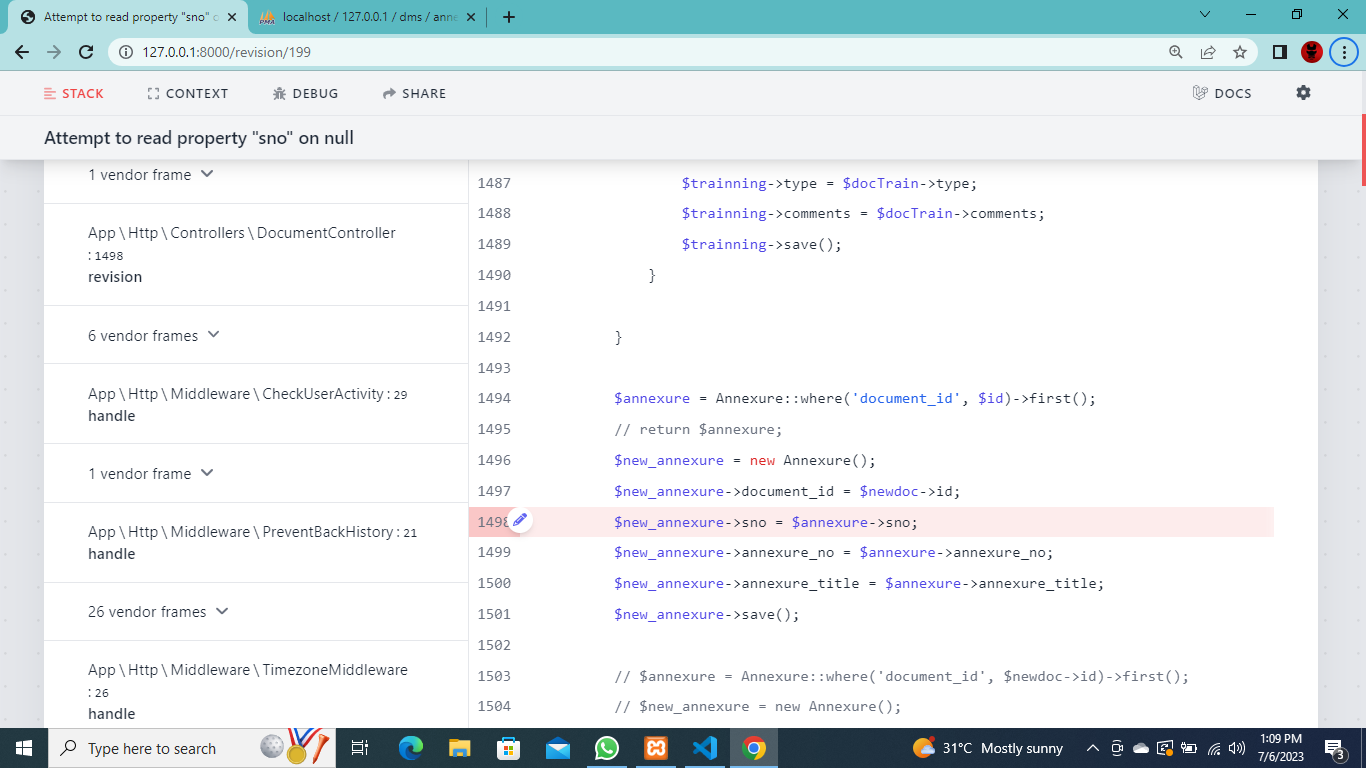 Attempt to read property "sno" o
localhost / 127.0.0.1 / dms / anne
127.0.0.1:8000/revision/199
STACK
CONTEXT
DEBUG
SHARE
DOCS
Attempt to read property "sno" on null
1 vendor frame
App \ Http \ Controllers \ DocumentController
: 1498
revision
6 vendor frames
App \ Http \ Middleware \ CheckUserActivity : 29
handle
1 vendor frame
App \ Http \ Middleware \ PreventBackHistory : 21
handle
26 vendor frames
App \ Http \ Middleware \ TimezoneMiddleware
: 26
handle
1487 $trainning->type = $docTrain->type;
1488 $trainning->comments = $docTrain->comments;
1489 $trainning->save();
1490 }
1491
1492 }
1493
1494 $annexure = Annexure::where('document_id', $id)->first();
1495 // return $annexure;
1496 $new_annexure = new Annexure();
1497 $new_annexure->document_id = $newdoc->id;
1498 $new_annexure->sno = $annexure->sno;
1499 $new_annexure->annexure_no = $annexure->annexure_no;
1500 $new_annexure->annexure_title = $annexure->annexure_title;
1501 $new_annexure->save();
1502
1503 // $annexure = Annexure::where('document_id', $newdoc->id)->first();
1504 // $new_annexure = new Annexure();
Type here to search
31°C Mostly sunny
1:09 PM
7/6/2023
3